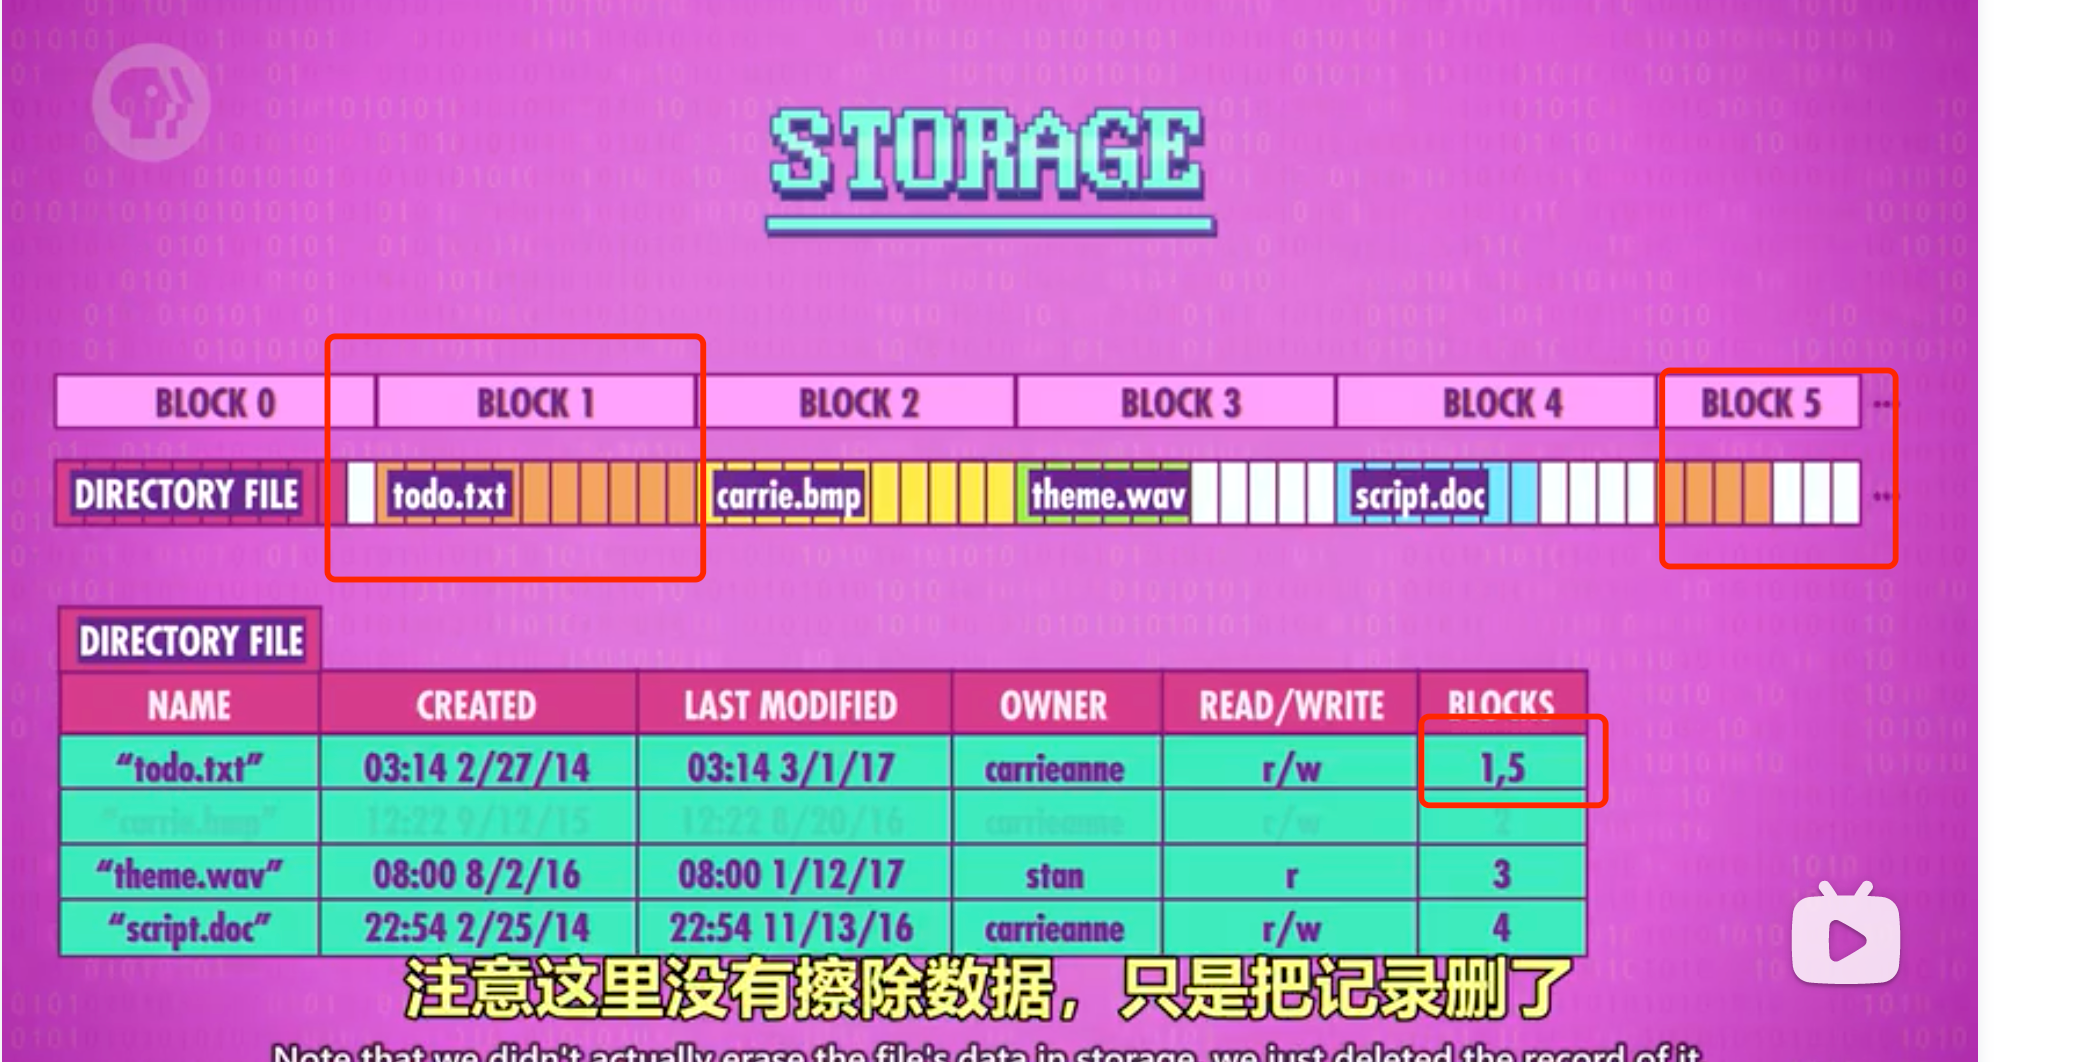 STORAGE
BLOCK 0 BLOCK 1 BLOCK 2 BLOCK 3 BLOCK 4 BLOCK 5 ...
DIRECTORY FILE todo.txt carrie.bmp theme.wav script.doc ...
DIRECTORY FILE
NAME CREATED LAST MODIFIED OWNER READ/WRITE BLOCKS
“todo.txt” 03:14 2/27/14 03:14 3/1/17 carrieanne r/w 1,5
“carrie.bmp” 12:22 9/12/15 12:22 8/20/16 carrieanne r/w 2
“theme.wav” 08:00 8/2/16 08:00 1/12/17 stan r 3
“script.doc” 22:54 2/25/14 22:54 11/13/16 carrieanne r/w 4
注意这里没有擦除数据，只是把记录删了
Note that we didn't actually erase the file's data in storage, we just deleted the record of it